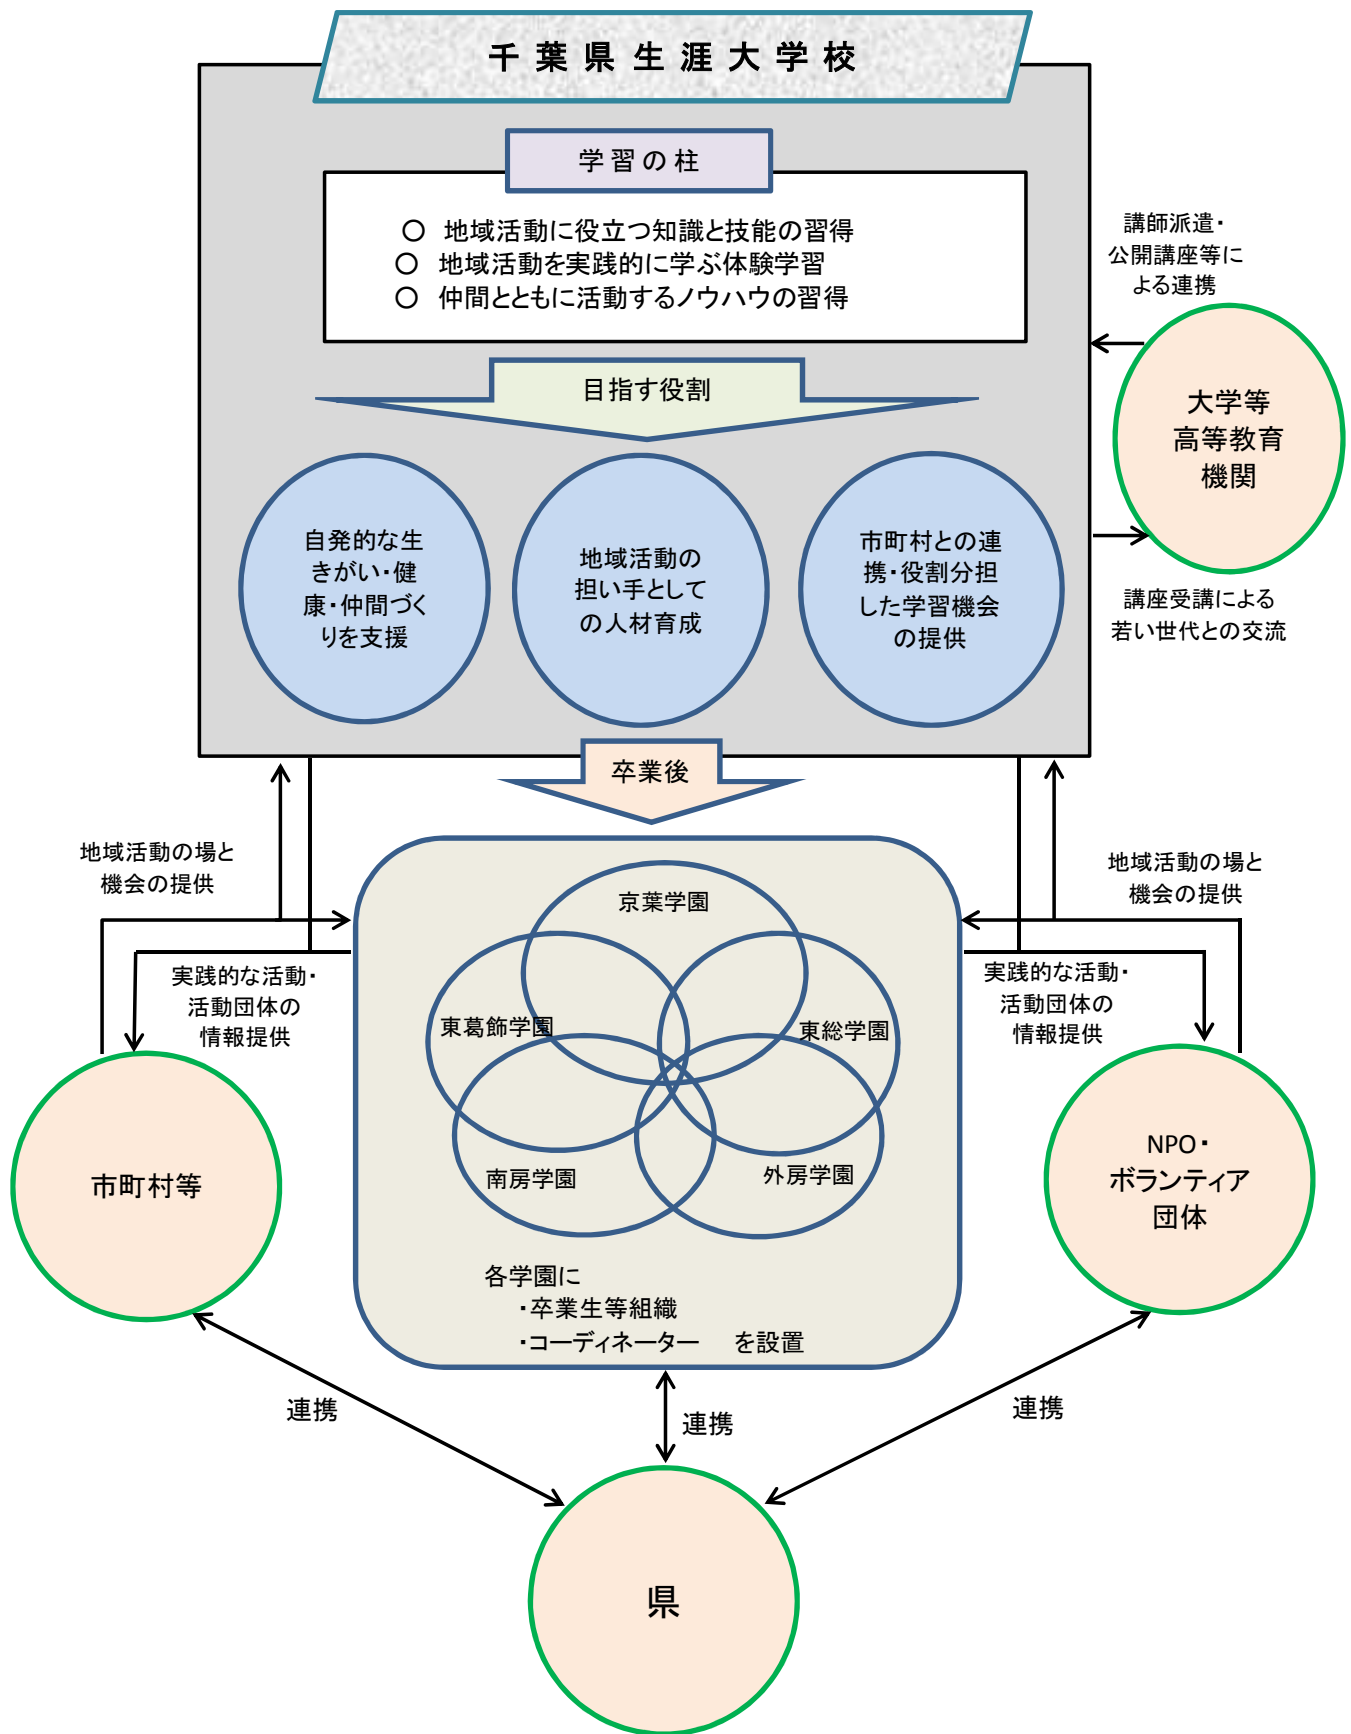 千葉県生涯大学校
学習の柱
○ 地域活動に役立つ知識と技能の習得
○ 地域活動を実践的に学ぶ体験学習
○ 仲間とともに活動するノウハウの習得
講師派遣・
公開講座等に
よる連携
目指す役割
大学等
高等教育
機関
自発的な生
きがい・健
康・仲間づく
りを支援
地域活動の
担い手として
の人材育成
市町村との連
携・役割分担
した学習機会
の提供
講座受講による
若い世代との交流
卒業後
地域活動の場と
機会の提供
地域活動の場と
機会の提供
実践的な活動・
活動団体の
情報提供
実践的な活動・
活動団体の
情報提供
京葉学園
東葛飾学園
東総学園
南房学園
外房学園
市町村等
NPO・
ボランティア
団体
各学園に
・卒業生等組織
・コーディネーター を設置
連携
連携
連携
県